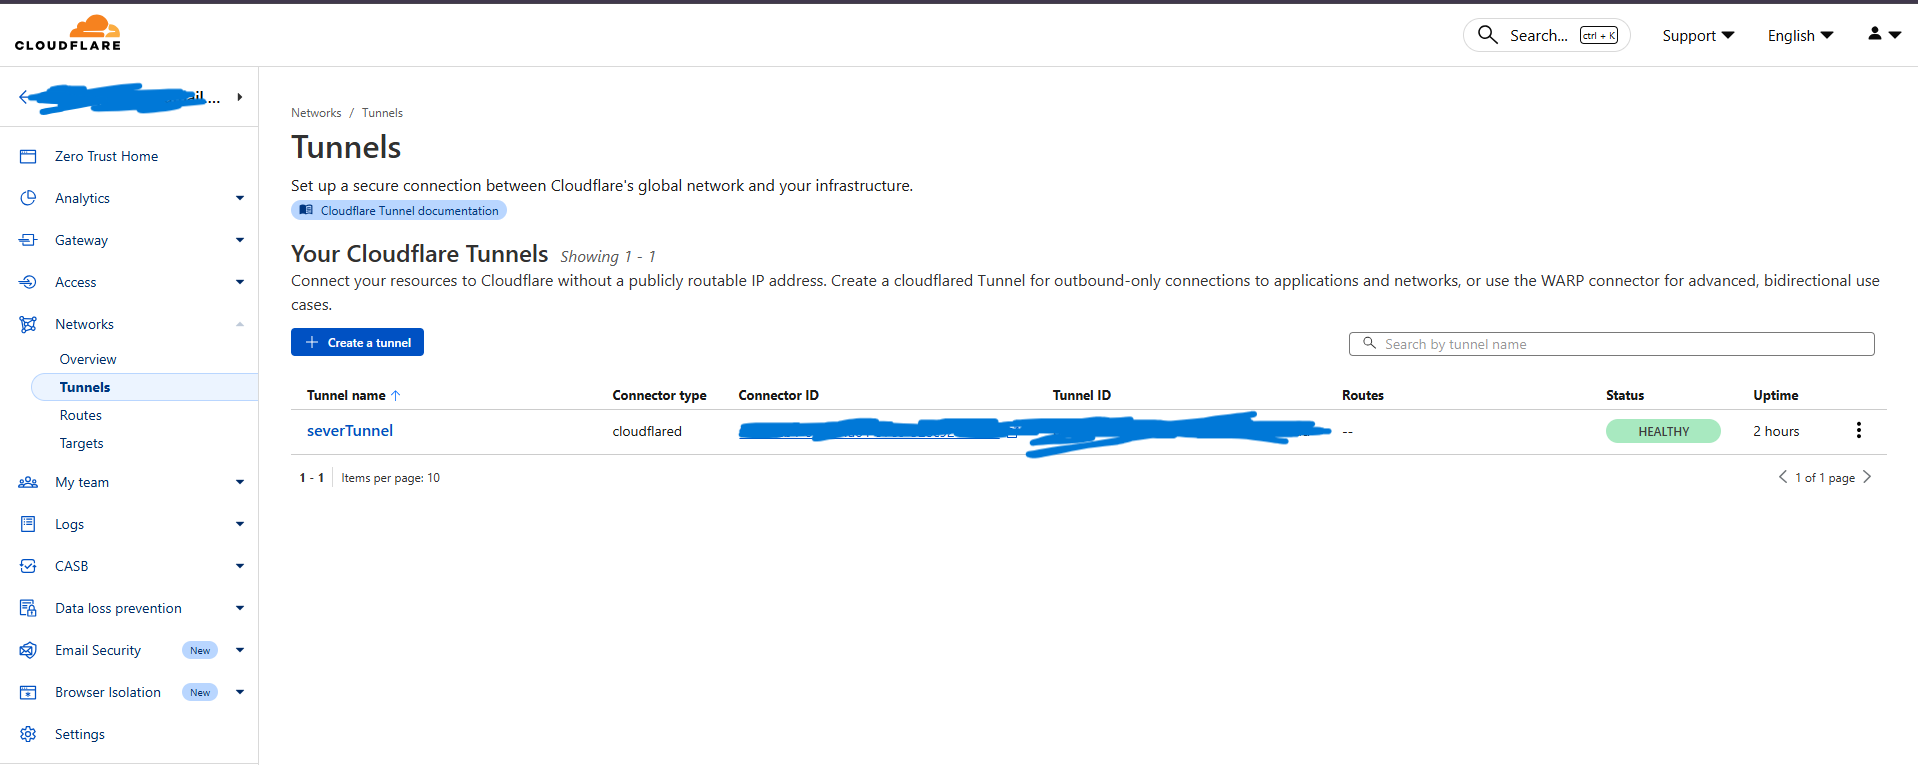 CLOUDFLARE
Search... ctrl + K
Support
English
ail ...
Zero Trust Home
Analytics
Gateway
Access
Networks
Overview
Tunnels
Routes
Targets
My team
Logs
CASB
Data loss prevention
Email Security New
Browser Isolation New
Settings
Networks / Tunnels
Tunnels
Set up a secure connection between Cloudflare's global network and your infrastructure.
Cloudflare Tunnel documentation
Your Cloudflare Tunnels Showing 1 - 1
Connect your resources to Cloudflare without a publicly routable IP address. Create a cloudflared Tunnel for outbound-only connections to applications and networks, or use the WARP connector for advanced, bidirectional use
cases.
Create a tunnel
Search by tunnel name
Tunnel name Connector type Connector ID Tunnel ID Routes Status Uptime
severTunnel cloudflared -- HEALTHY 2 hours
1 - 1 Items per page: 10
1 of 1 page